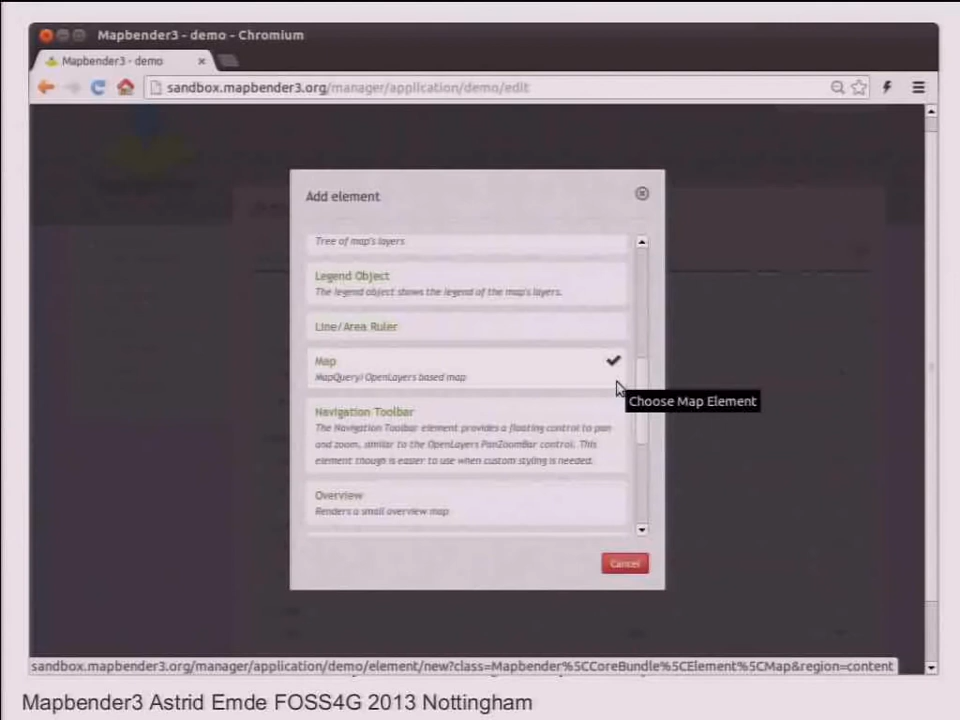 Mapbender3 - demo - Chromium
Mapbender3 - demo
sandbox.mapbender3.org/manager/application/demo/edit
Add element
Tree of map's layers
Legend Object
The legend object shows the legend of the map's layers.
Line/Area Ruler
Map
MapQuery/OpenLayers based map
Choose Map Element
Navigation Toolbar
The Navigation Toolbar element provides a floating control to pan
and zoom, similar to the OpenLayers PanZoomBar control. This
element though is easier to use when custom styling is needed.
Overview
Renders a small overview map
Cancel
sandbox.mapbender3.org/manager/application/demo/element/new?class=Mapbender%5CCoreBundle%5CElement%5CMap&region=content
Mapbender3 Astrid Emde FOSS4G 2013 Nottingham